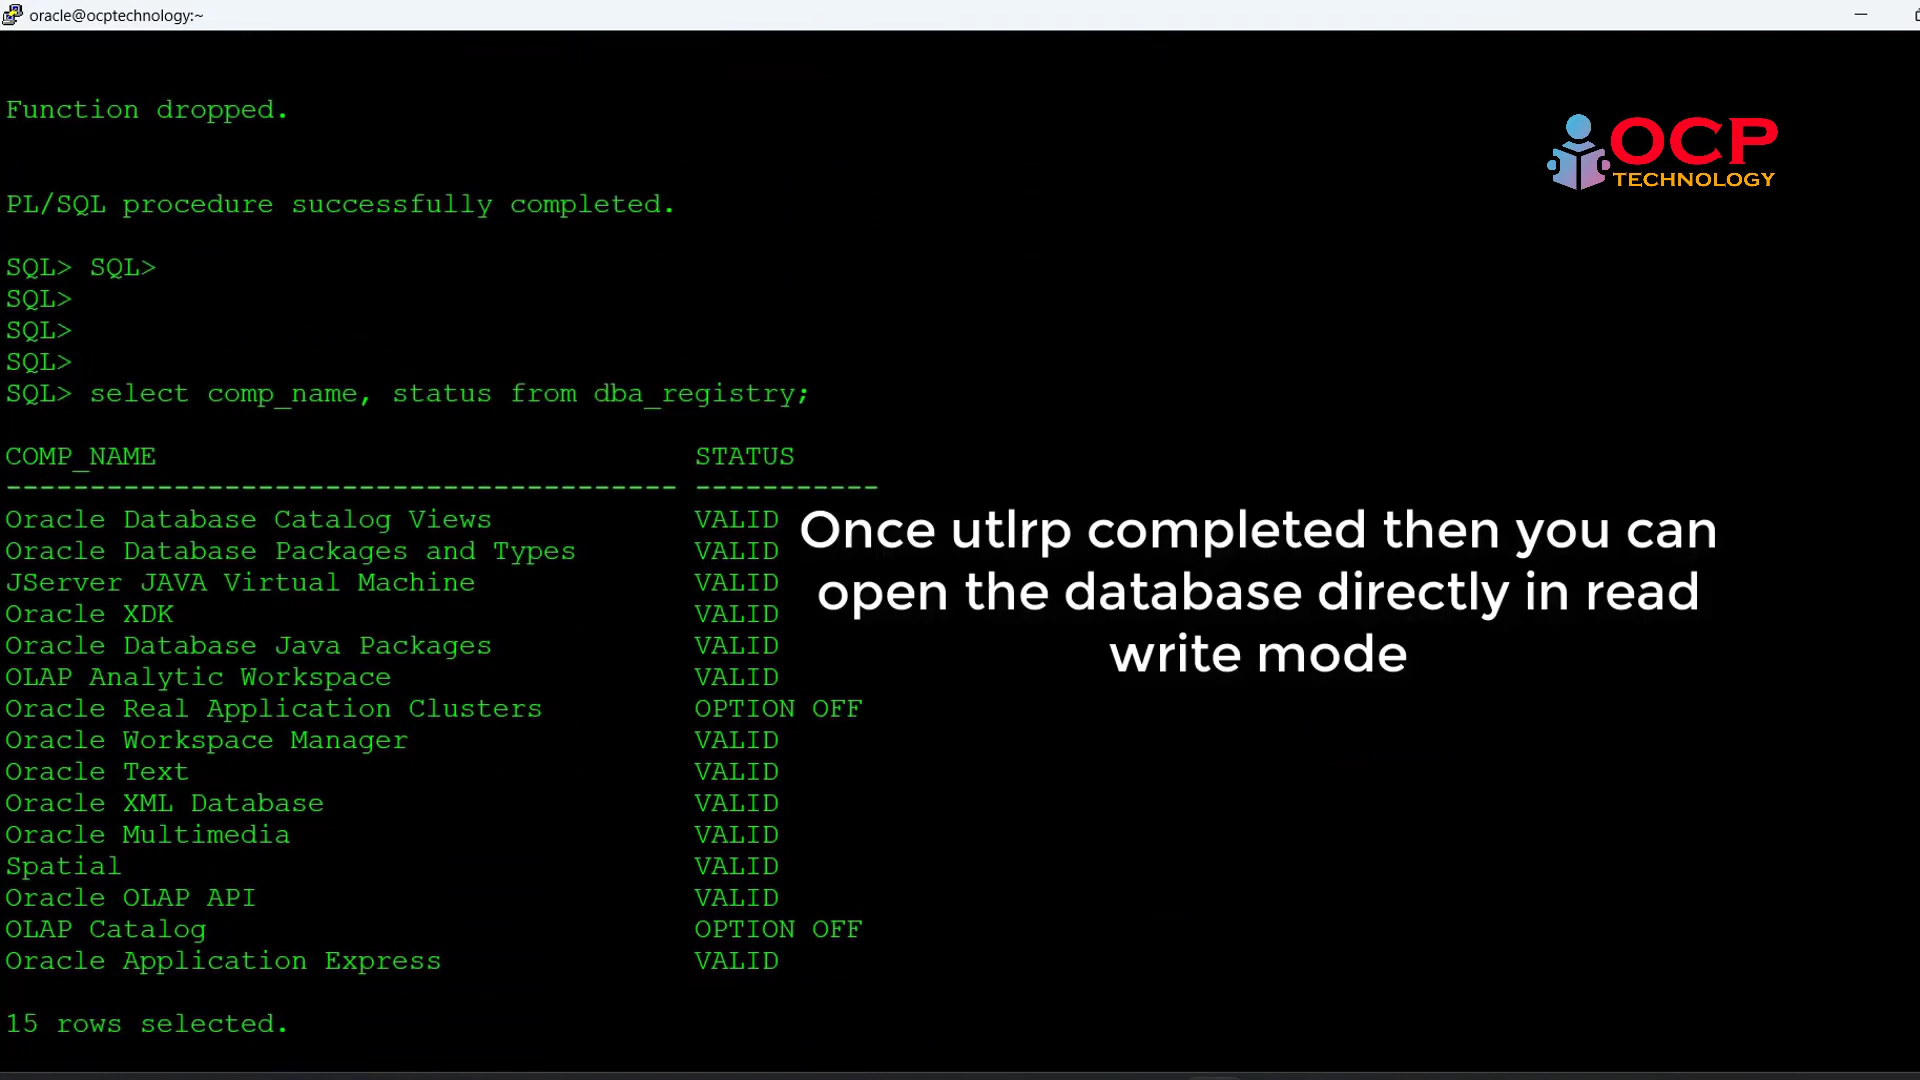 oracle@ocptechnology:~
Function dropped.
OCP
TECHNOLOGY
PL/SQL procedure successfully completed.
SQL> SQL>
SQL>
SQL>
SQL>
SQL> select comp_name, status from dba_registry;
COMP_NAME STATUS
---------------------------------------- -----------
Oracle Database Catalog Views VALID
Oracle Database Packages and Types VALID
JServer JAVA Virtual Machine VALID
Oracle XDK VALID
Oracle Database Java Packages VALID
OLAP Analytic Workspace VALID
Oracle Real Application Clusters OPTION OFF
Oracle Workspace Manager VALID
Oracle Text VALID
Oracle XML Database VALID
Oracle Multimedia VALID
Spatial VALID
Oracle OLAP API VALID
OLAP Catalog OPTION OFF
Oracle Application Express VALID
15 rows selected.
Once utlrp completed then you can
open the database directly in read
write mode